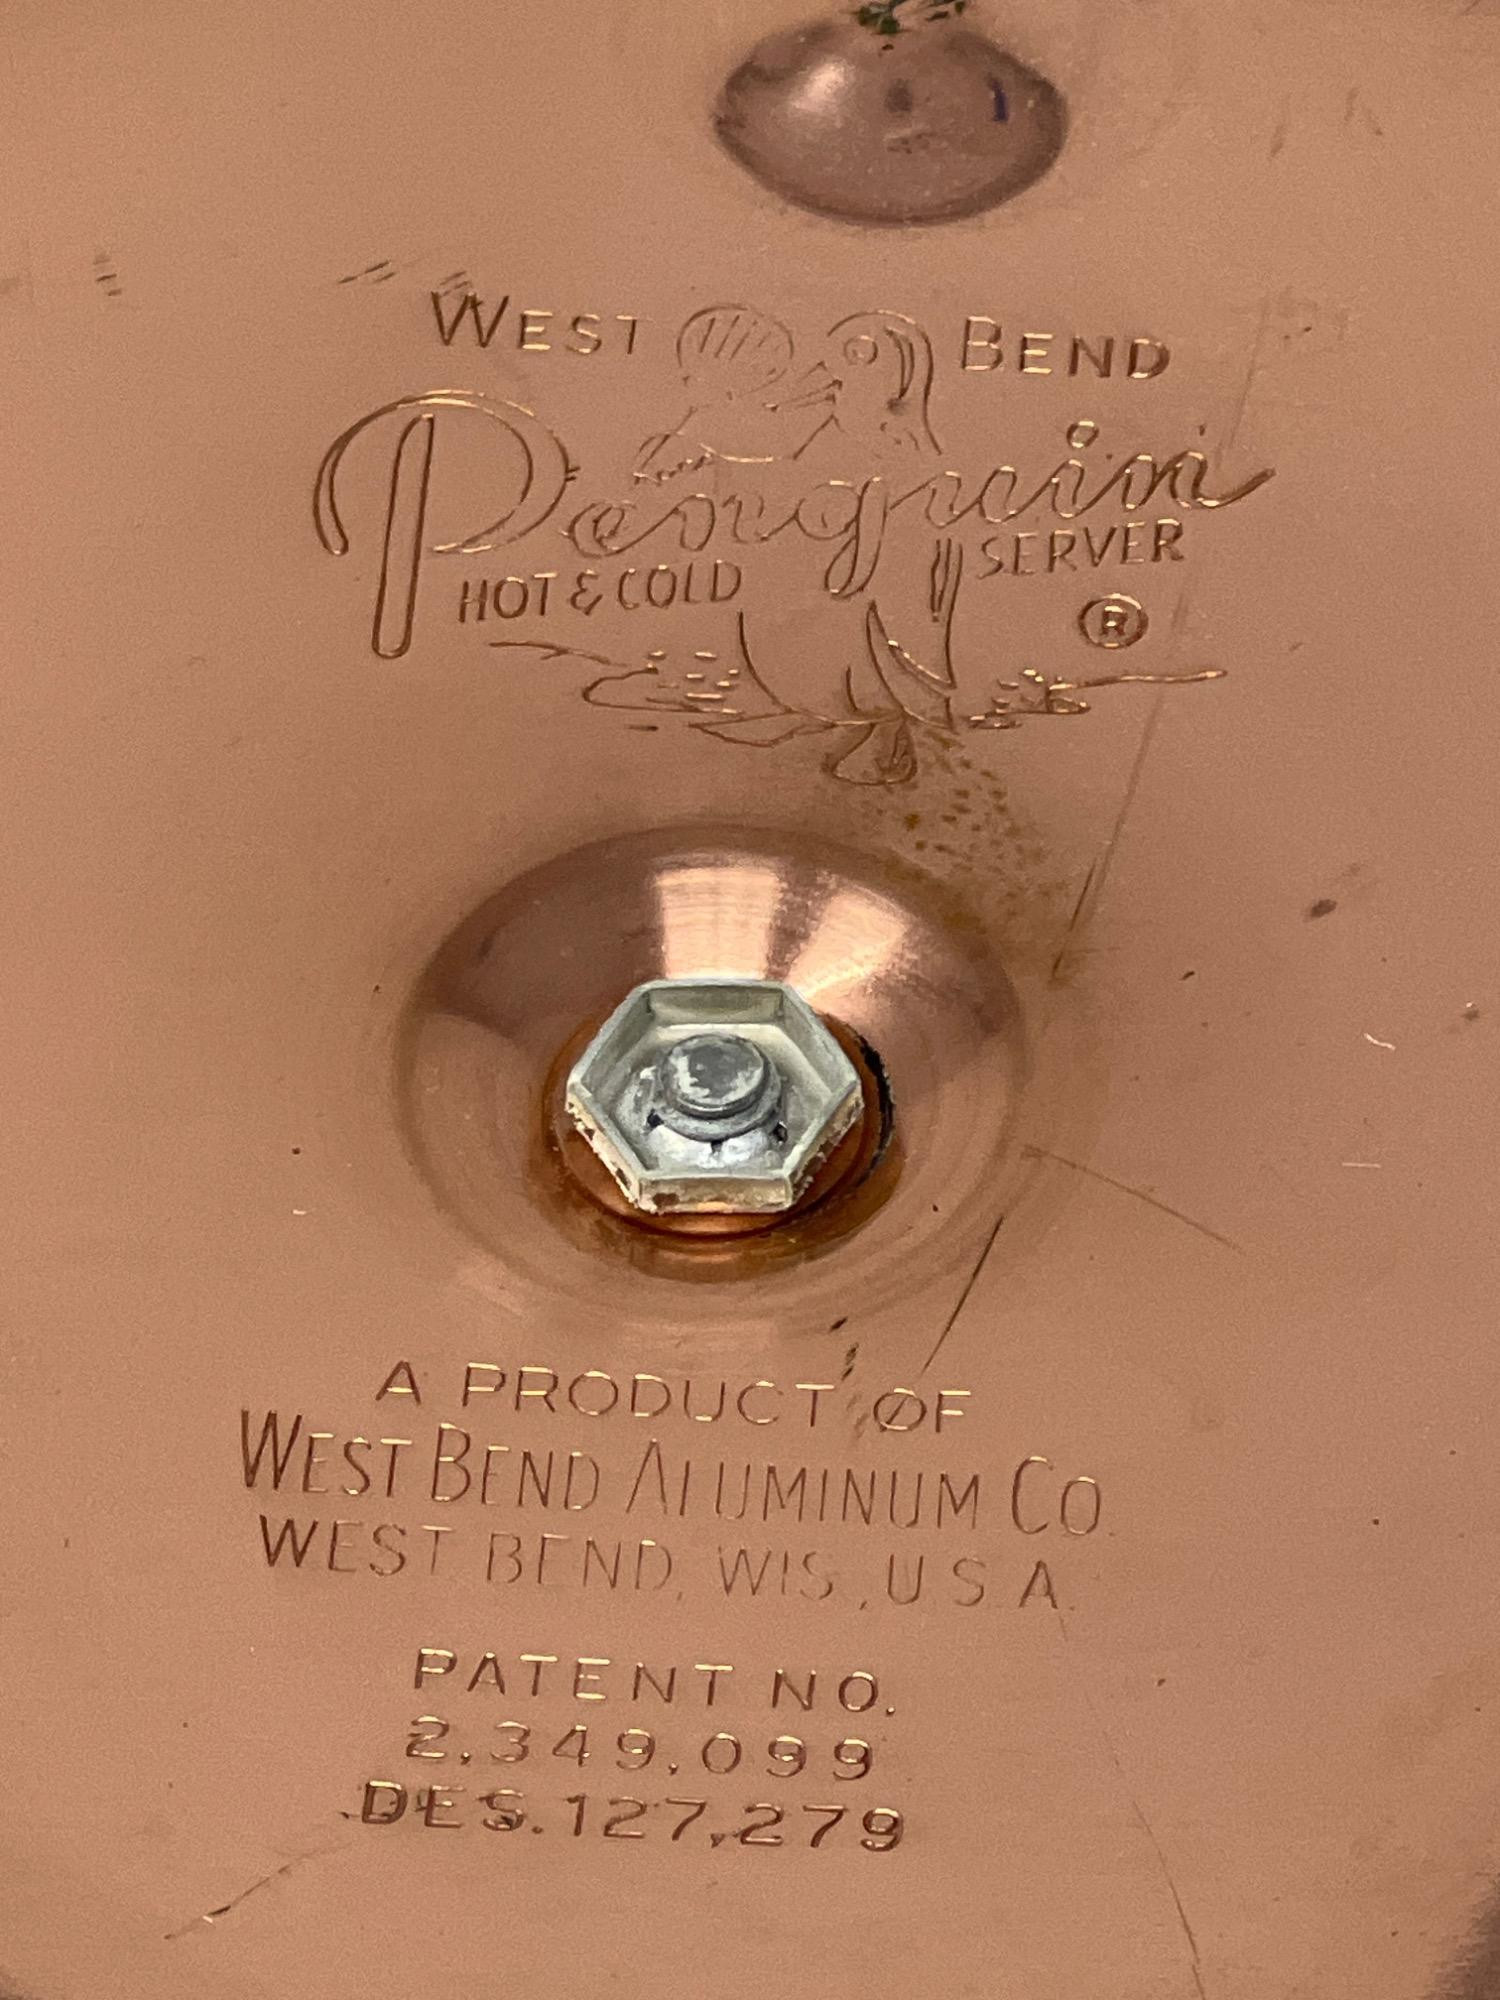 WEST BEND
Penguin
HOT & COLD SERVER
®
A PRODUCT OF
WEST BEND ALUMINUM CO.
WEST BEND, WIS., U.S.A.
PATENT NO.
2,349,099
DES. 127,279